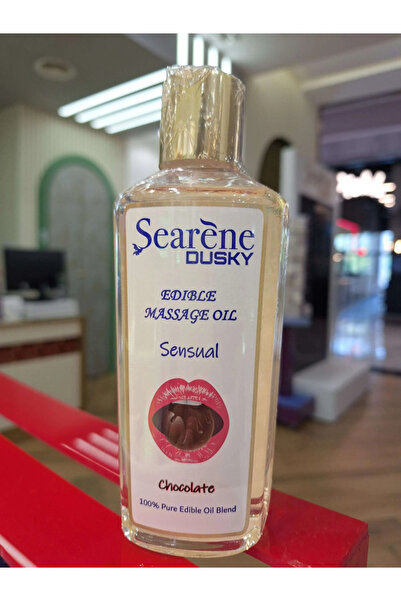 Searène
DUSKY
EDIBLE
MASSAGE OIL
Sensual
Chocolate
100% Pure Edible Oil Blend